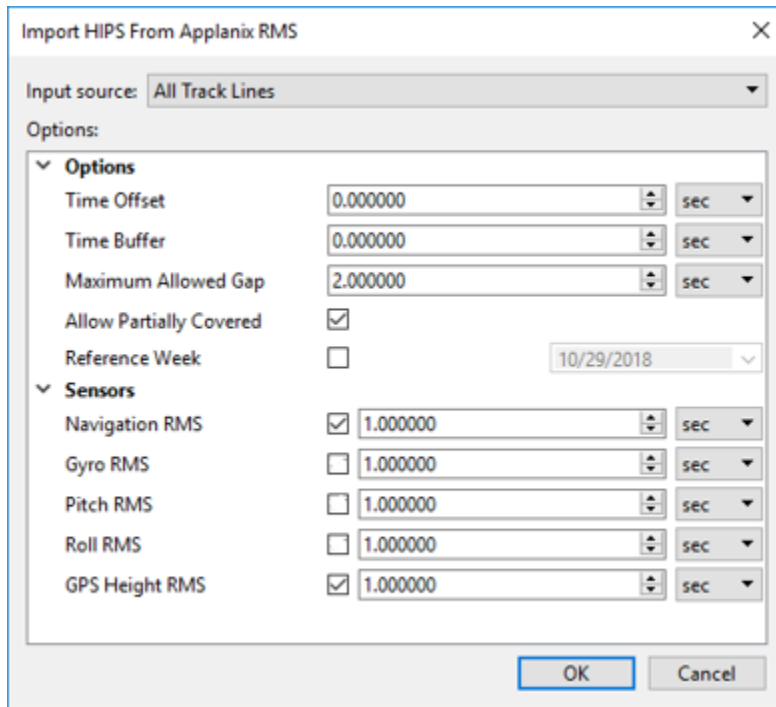 Import HIPS From Applanix RMS
Input source: All Track Lines
Options:
Options
Time Offset 0.000000 sec
Time Buffer 0.000000 sec
Maximum Allowed Gap 2.000000 sec
Allow Partially Covered
Reference Week 10/29/2018
Sensors
Navigation RMS 1.000000 sec
Gyro RMS 1.000000 sec
Pitch RMS 1.000000 sec
Roll RMS 1.000000 sec
GPS Height RMS 1.000000 sec
OK Cancel